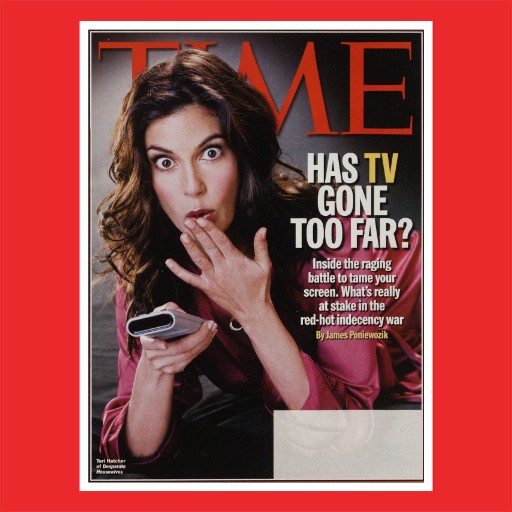 TIME
HAS TV
GONE
TOO FAR?
Inside the raging
battle to tame your
screen. What's really
at stake in the
red-hot indecency war
By James Poniewozik
Teri Hatcher
of Desperate
Housewives